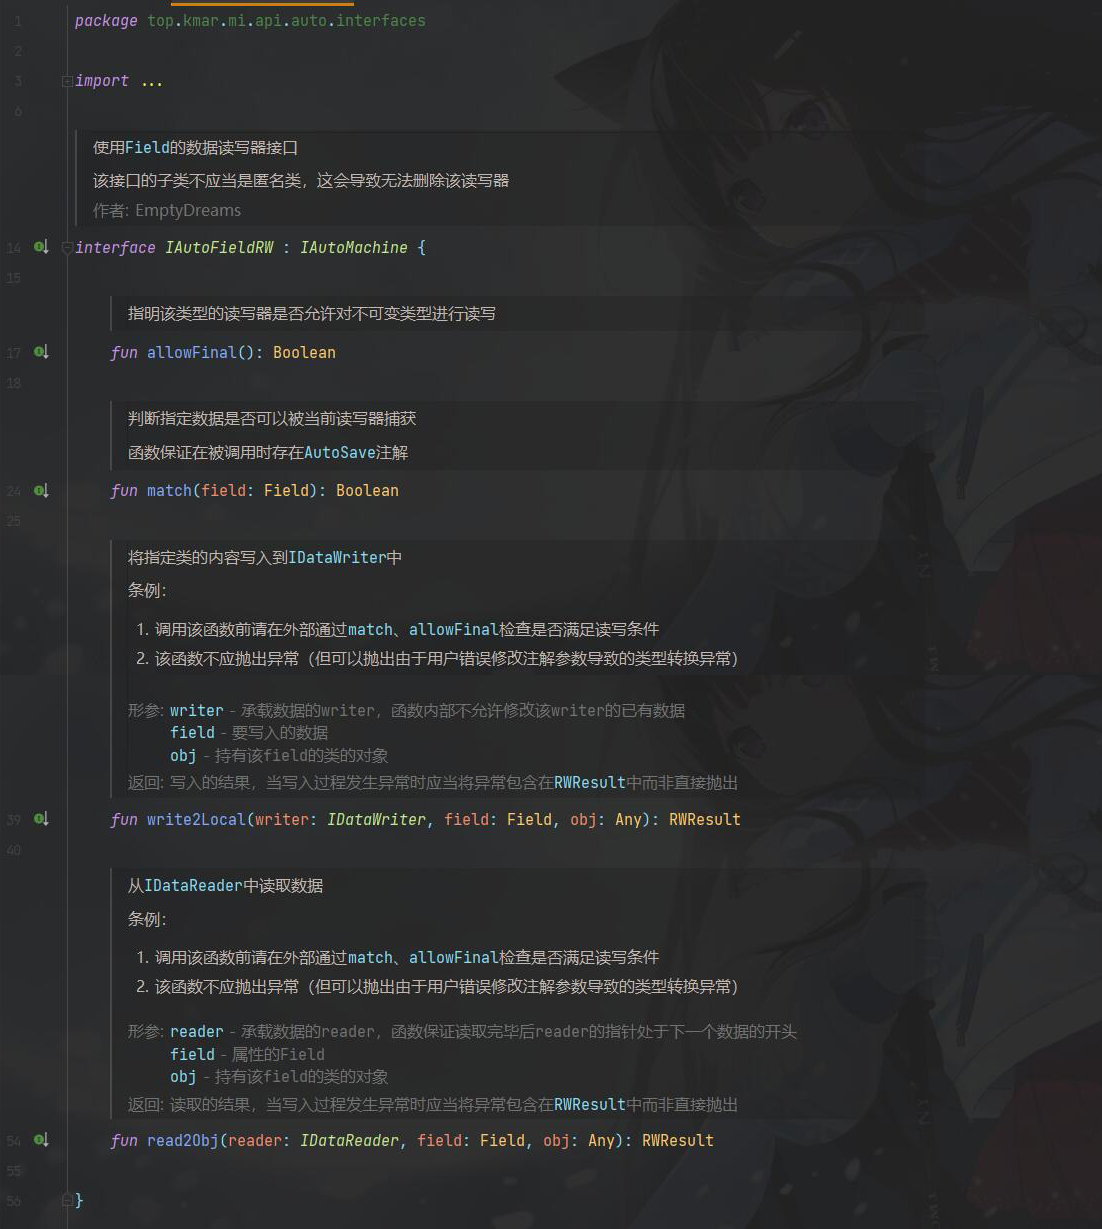 1 package top.kmar.mi.api.auto.interfaces
2
3 import ...
6
使用Field的数据读写器接口
该接口的子类不应当是匿名类，这会导致无法删除该读写器
作者: EmptyDreams
14 interface IAutoFieldRW : IAutoMachine {
15
指明该类型的读写器是否允许对不可变类型进行读写
17 fun allowFinal(): Boolean
18
判断指定数据是否可以被当前读写器捕获
函数保证在被调用时存在AutoSave注解
24 fun match(field: Field): Boolean
25
将指定类的内容写入到IDataWriter中
条例:
1. 调用该函数前请在外部通过match、allowFinal检查是否满足读写条件
2. 该函数不应抛出异常（但可以抛出由于用户错误修改注解参数导致的类型转换异常）
形参: writer - 承载数据的writer，函数内部不允许修改该writer的已有数据
field - 要写入的数据
obj - 持有该field的类的对象
返回: 写入的结果，当写入过程发生异常时应当将异常包含在RWResult中而非直接抛出
39 fun write2Local(writer: IDataWriter, field: Field, obj: Any): RWResult
40
从IDataReader中读取数据
条例:
1. 调用该函数前请在外部通过match、allowFinal检查是否满足读写条件
2. 该函数不应抛出异常（但可以抛出由于用户错误修改注解参数导致的类型转换异常）
形参: reader - 承载数据的reader，函数保证读取完毕后reader的指针处于下一个数据的开头
field - 属性的Field
obj - 持有该field的类的对象
返回: 读取的结果，当写入过程发生异常时应当将异常包含在RWResult中而非直接抛出
54 fun read2Obj(reader: IDataReader, field: Field, obj: Any): RWResult
55
56 }